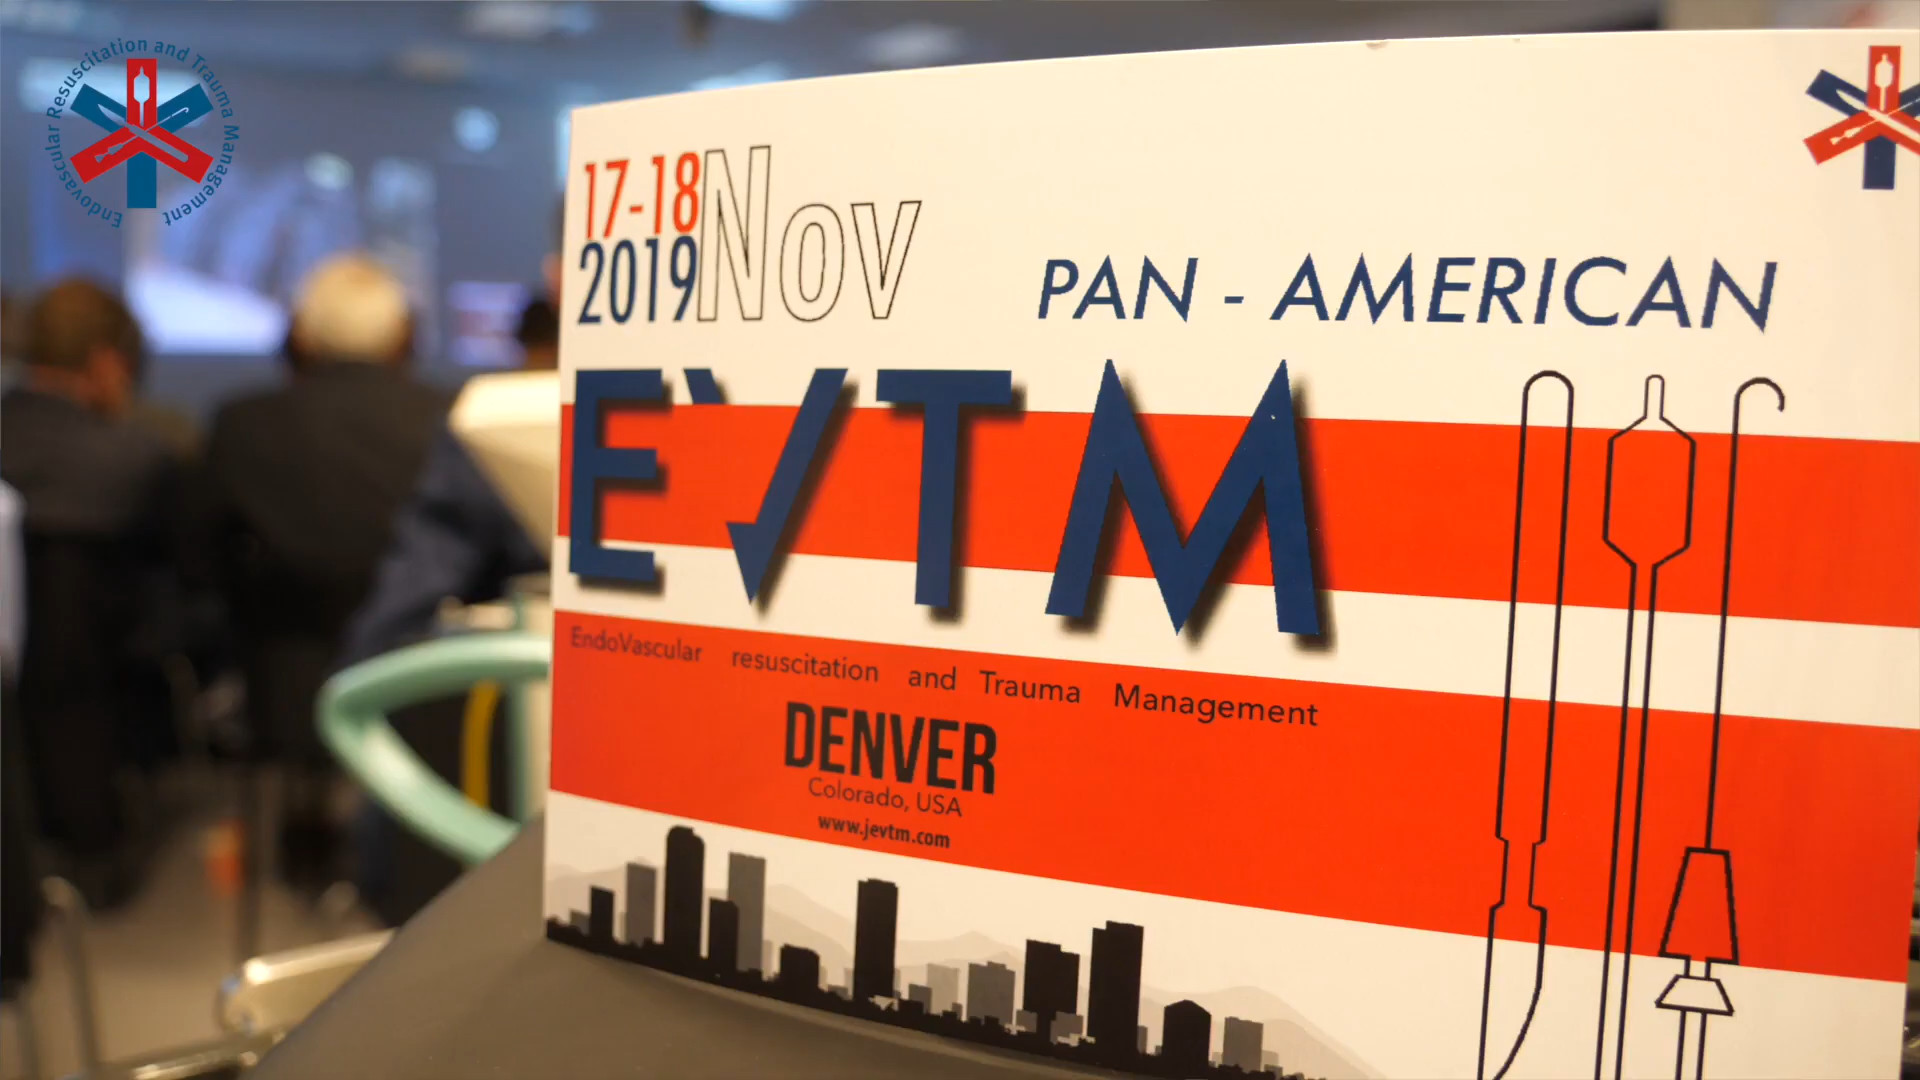 Endovascular Resuscitation and Trauma Management
17-18
2019 Nov
PAN - AMERICAN
EVTM
EndoVascular resuscitation and Trauma Management
DENVER
Colorado, USA
www.jevtm.com